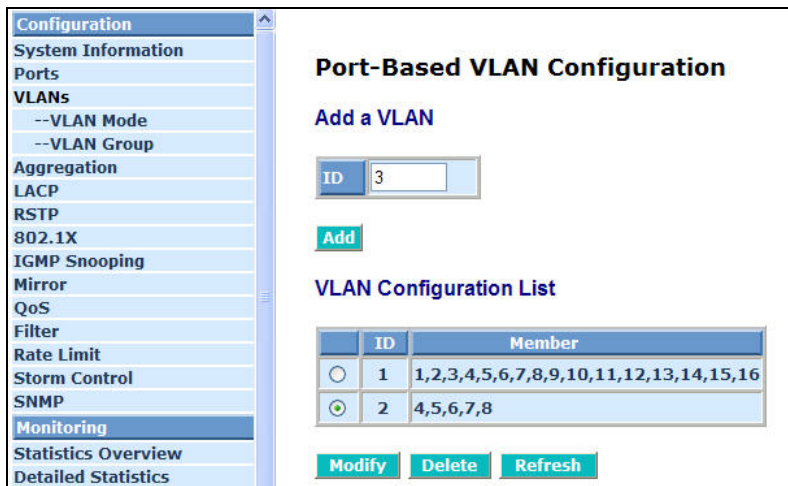 Configuration
System Information
Ports
VLANs
--VLAN Mode
--VLAN Group
Aggregation
LACP
RSTP
802.1X
IGMP Snooping
Mirror
QoS
Filter
Rate Limit
Storm Control
SNMP
Monitoring
Statistics Overview
Detailed Statistics
Port-Based VLAN Configuration
Add a VLAN
ID 3
Add
VLAN Configuration List
ID Member
1 1,2,3,4,5,6,7,8,9,10,11,12,13,14,15,16
2 4,5,6,7,8
Modify Delete Refresh